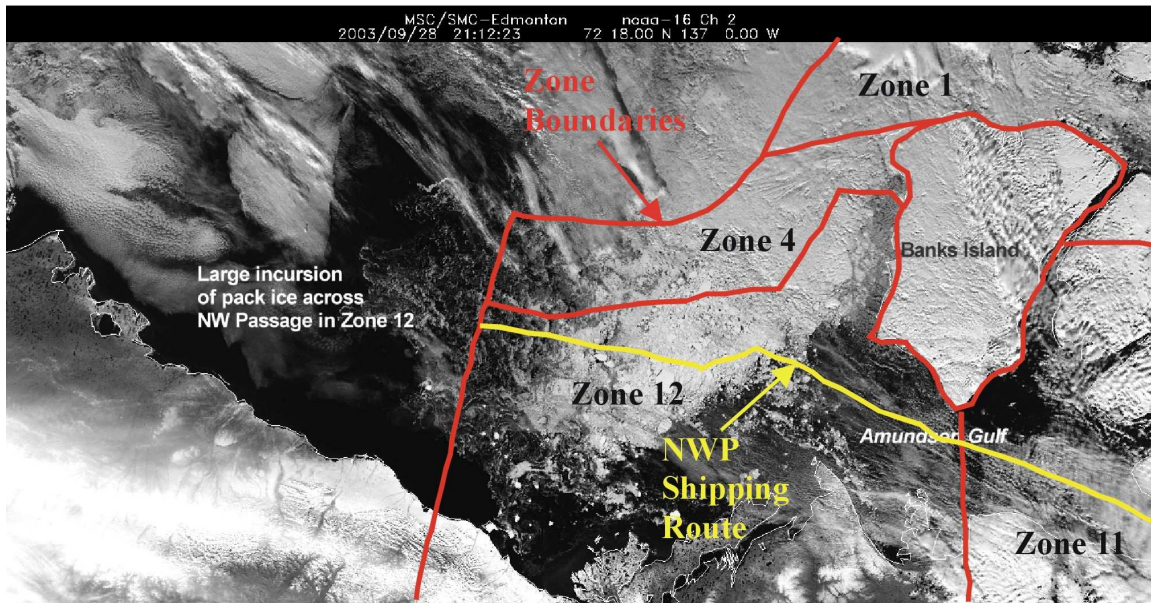 MSC/SMC-Edmonton noaa-16 Ch 2
2003/09/28 21:12:23 72 18.00 N 137 0.00 W
Zone
Boundaries
Zone 1
Zone 4
Banks Island
Large incursion
of pack ice across
NW Passage in Zone 12
Zone 12
Amundsen Gulf
NWP
Shipping
Route
Zone 11